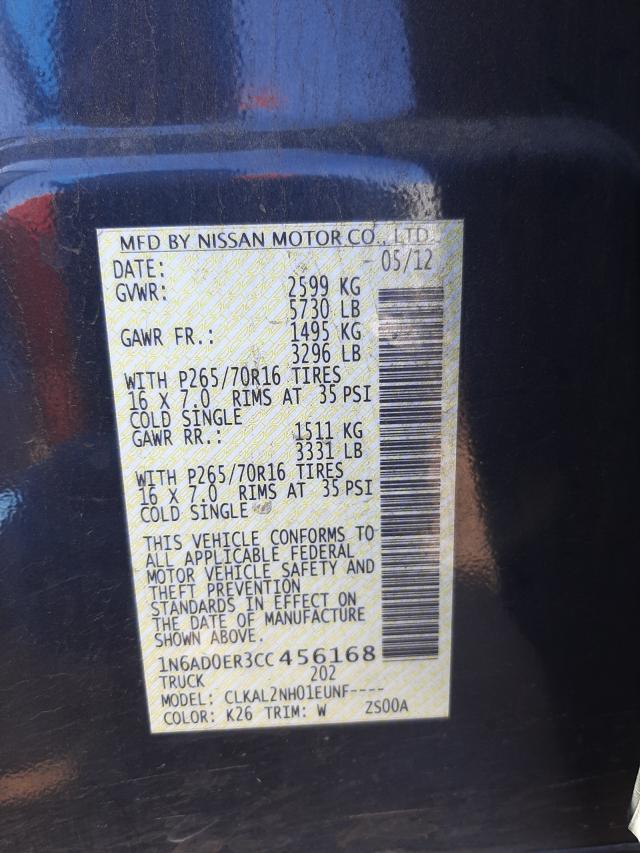 MFD BY NISSAN MOTOR CO., LTD.
DATE: 05/12
GVWR: 2599 KG
5730 LB
GAWR FR.: 1495 KG
3296 LB
WITH P265/70R16 TIRES
16 X 7.0 RIMS AT 35 PSI
COLD SINGLE
GAWR RR.: 1511 KG
3331 LB
WITH P265/70R16 TIRES
16 X 7.0 RIMS AT 35 PSI
COLD SINGLE
THIS VEHICLE CONFORMS TO
ALL APPLICABLE FEDERAL
MOTOR VEHICLE SAFETY AND
THEFT PREVENTION
STANDARDS IN EFFECT ON
THE DATE OF MANUFACTURE
SHOWN ABOVE.
1N6AD0ER3CC456168
TRUCK 202
MODEL: CLKAL2NH01EUNF----
COLOR: K26 TRIM: W ZS00A